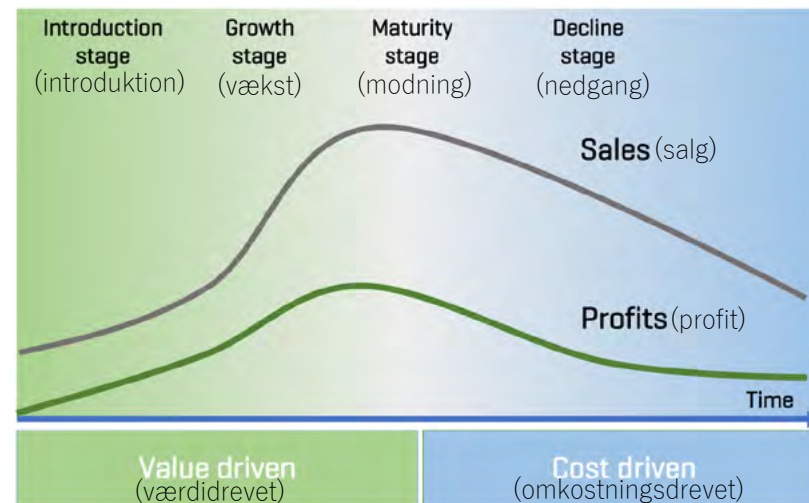 Introduction
stage
(introduktion)
Growth
stage
(vækst)
Maturity
stage
(modning)
Decline
stage
(nedgang)
Sales (salg)
Profits (profit)
Time
Value driven
(værdidrevet)
Cost driven
(omkostningsdrevet)